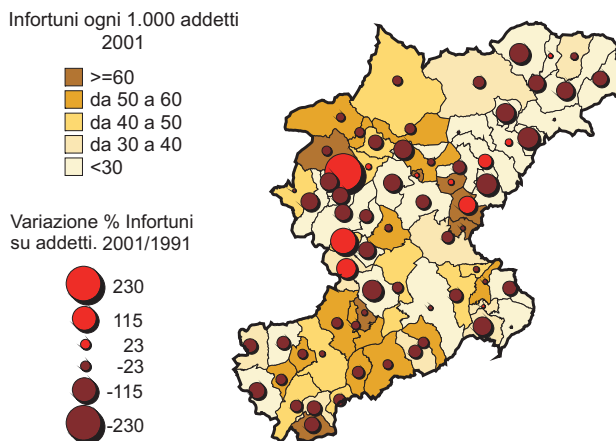 Infortuni ogni 1.000 addetti
2001
>=60
da 50 a 60
da 40 a 50
da 30 a 40
<30
Variazione % Infortuni
su addetti. 2001/1991
230
115
23
-23
-115
-230